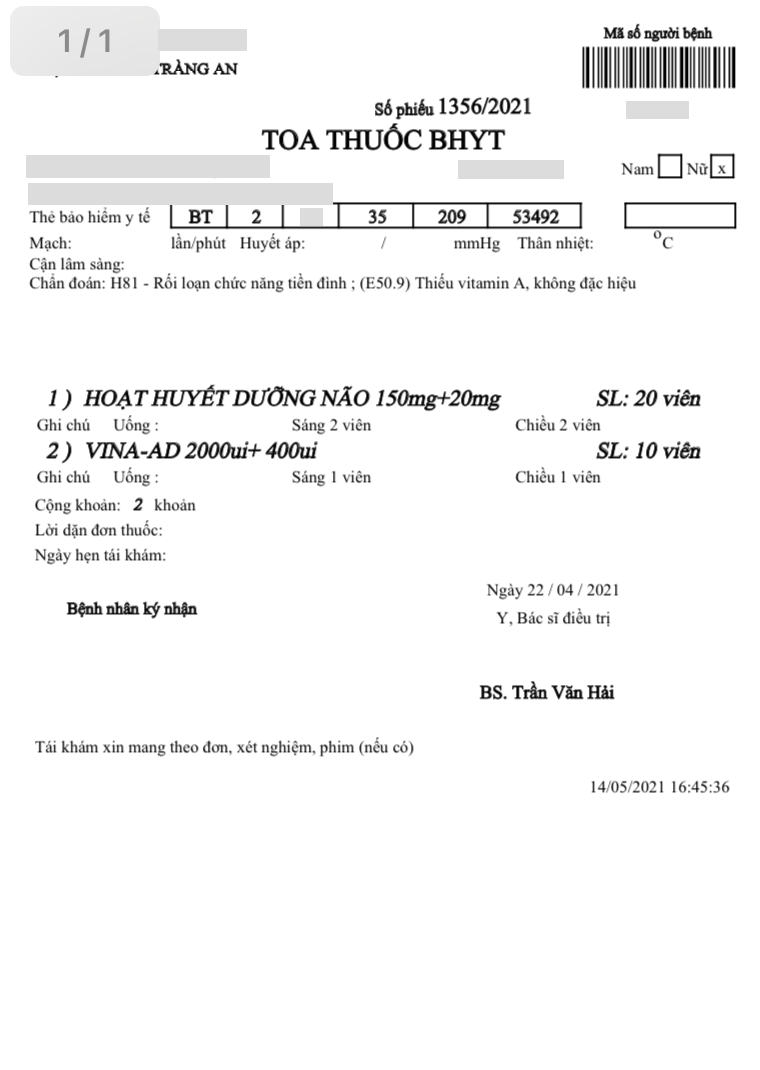 1/1
Mã số người bệnh
TRÀNG AN
Số phiếu 1356/2021
TOA THUỐC BHYT
Nam Nữ x
Thẻ bảo hiểm y tế BT 2 35 209 53492
Mạch: lần/phút Huyết áp: / mmHg Thân nhiệt: °C
Cận lâm sàng:
Chẩn đoán: H81 - Rối loạn chức năng tiền đình ; (E50.9) Thiếu vitamin A, không đặc hiệu
1 ) HOẠT HUYẾT DƯỠNG NÃO 150mg+20mg SL: 20 viên
Ghi chú Uống : Sáng 2 viên Chiều 2 viên
2 ) VINA-AD 2000ui+ 400ui SL: 10 viên
Ghi chú Uống : Sáng 1 viên Chiều 1 viên
Cộng khoản: 2 khoản
Lời dặn đơn thuốc:
Ngày hẹn tái khám:
Ngày 22 / 04 / 2021
Bệnh nhân ký nhận
Y, Bác sĩ điều trị
BS. Trần Văn Hải
Tái khám xin mang theo đơn, xét nghiệm, phim (nếu có)
14/05/2021 16:45:36